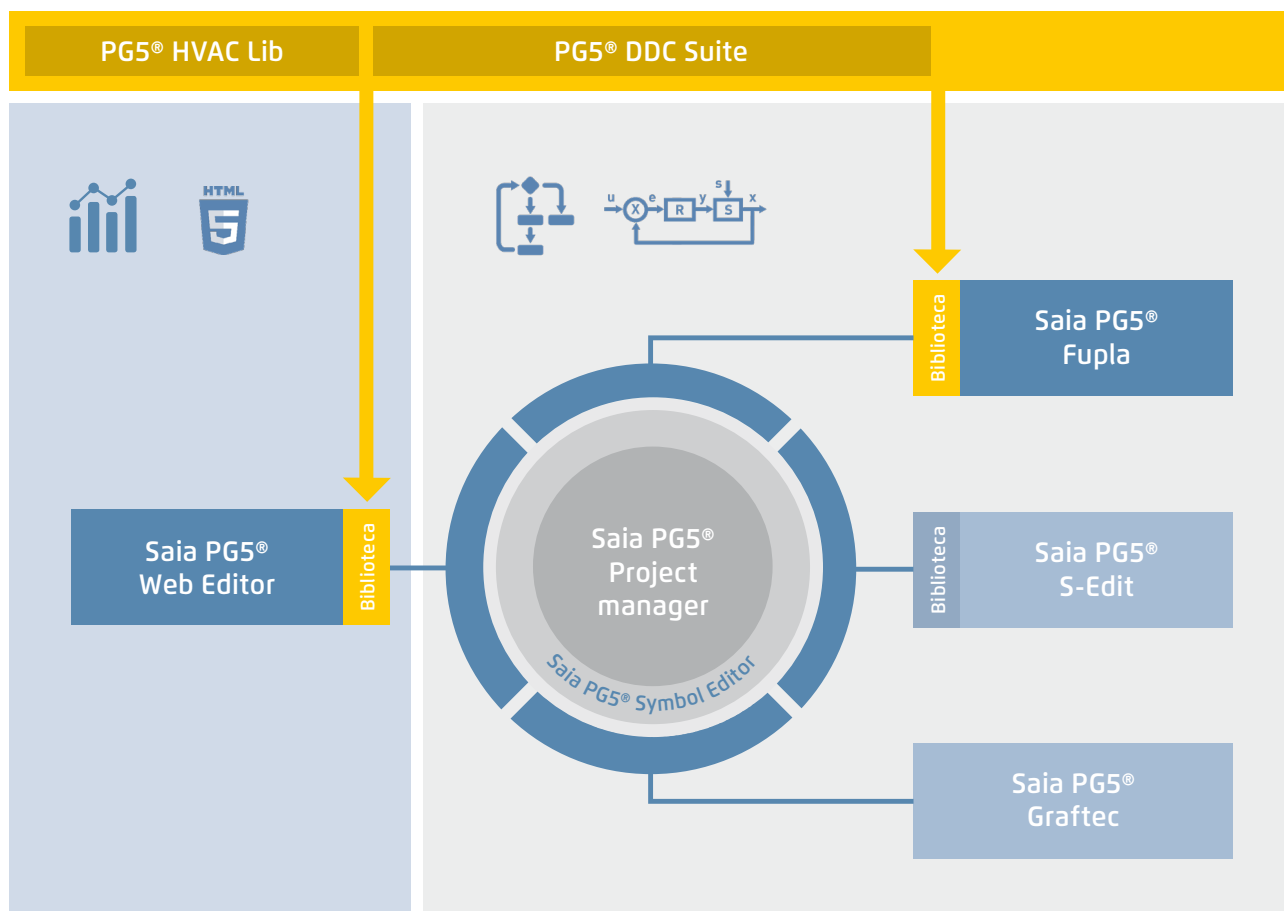 PG5® HVAC Lib
PG5® DDC Suite
HTML
5
u
X
e
R
y
s
S
x
Biblioteca
Saia PG5®
Fupla
Saia PG5®
Web Editor
Biblioteca
Saia PG5®
Project
manager
Saia PG5® Symbol Editor
Biblioteca
Saia PG5®
S-Edit
Saia PG5®
Graftec